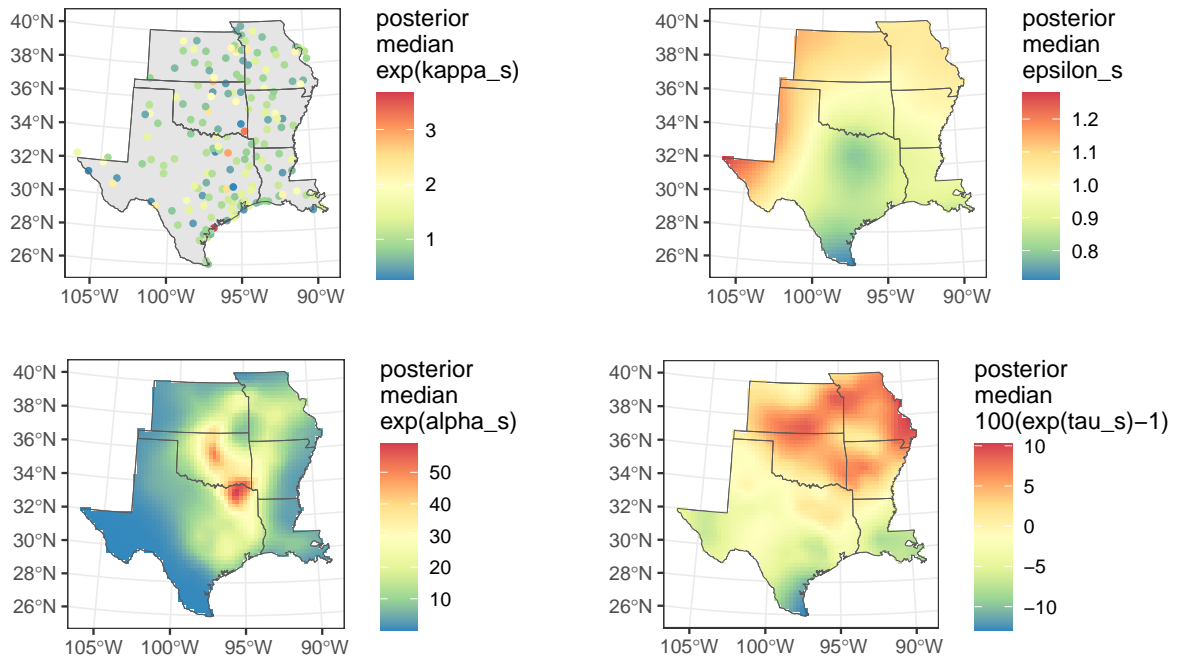 posterior
median
exp(kappa_s)
40°N
38°N
36°N
34°N
32°N
30°N
28°N
26°N
3
2
1
105°W 100°W 95°W 90°W
posterior
median
epsilon_s
40°N
38°N
36°N
34°N
32°N
30°N
28°N
26°N
1.2
1.1
1.0
0.9
0.8
105°W 100°W 95°W 90°W
posterior
median
exp(alpha_s)
40°N
38°N
36°N
34°N
32°N
30°N
28°N
26°N
50
40
30
20
10
105°W 100°W 95°W 90°W
posterior
median
100(exp(tau_s)−1)
40°N
38°N
36°N
34°N
32°N
30°N
28°N
26°N
10
5
0
−5
−10
105°W 100°W 95°W 90°W